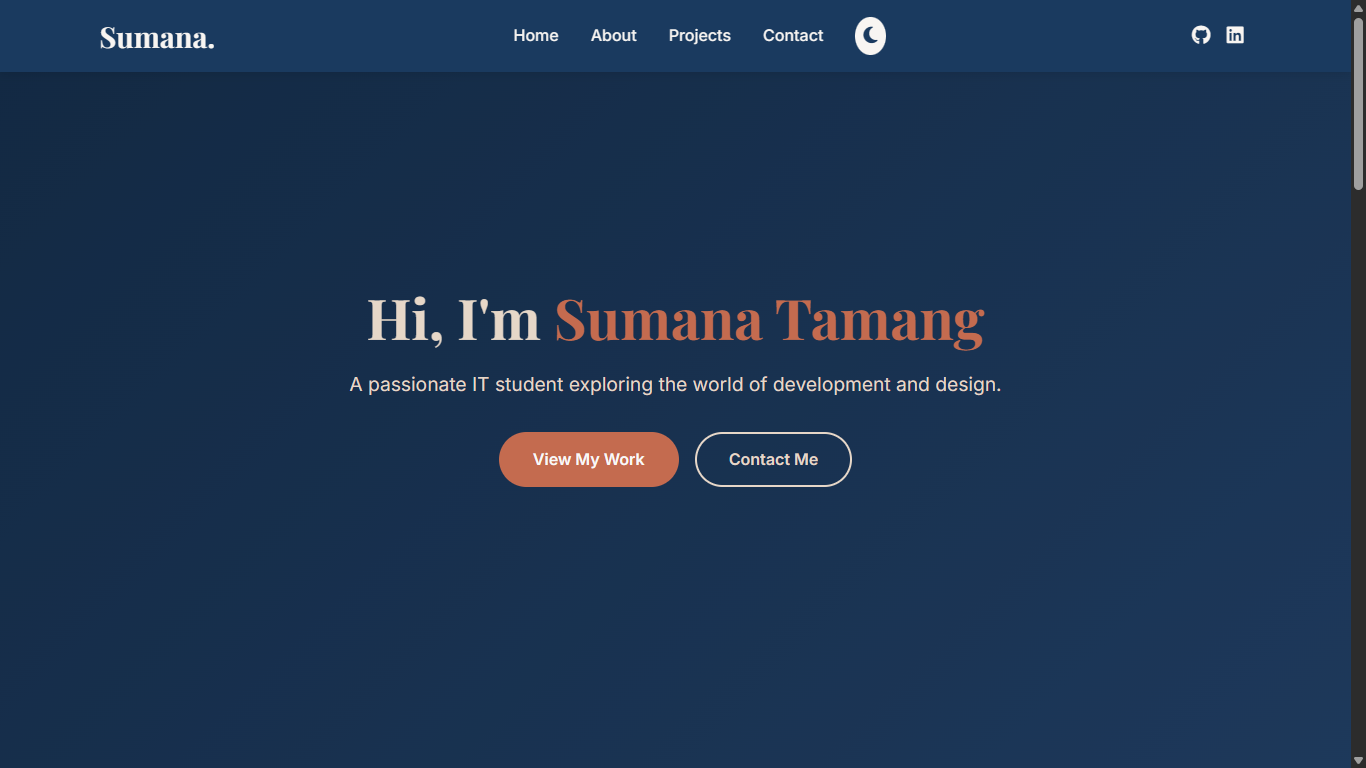 Sumana.
Home About Projects Contact
Hi, I'm Sumana Tamang
A passionate IT student exploring the world of development and design.
View My Work Contact Me